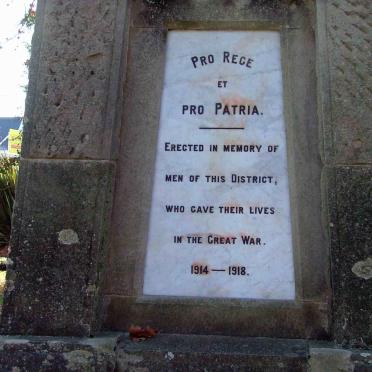 Pro Rege
et
pro Patria.
Erected in memory of
men of this District,
who gave their lives
in the Great War.
1914 — 1918.